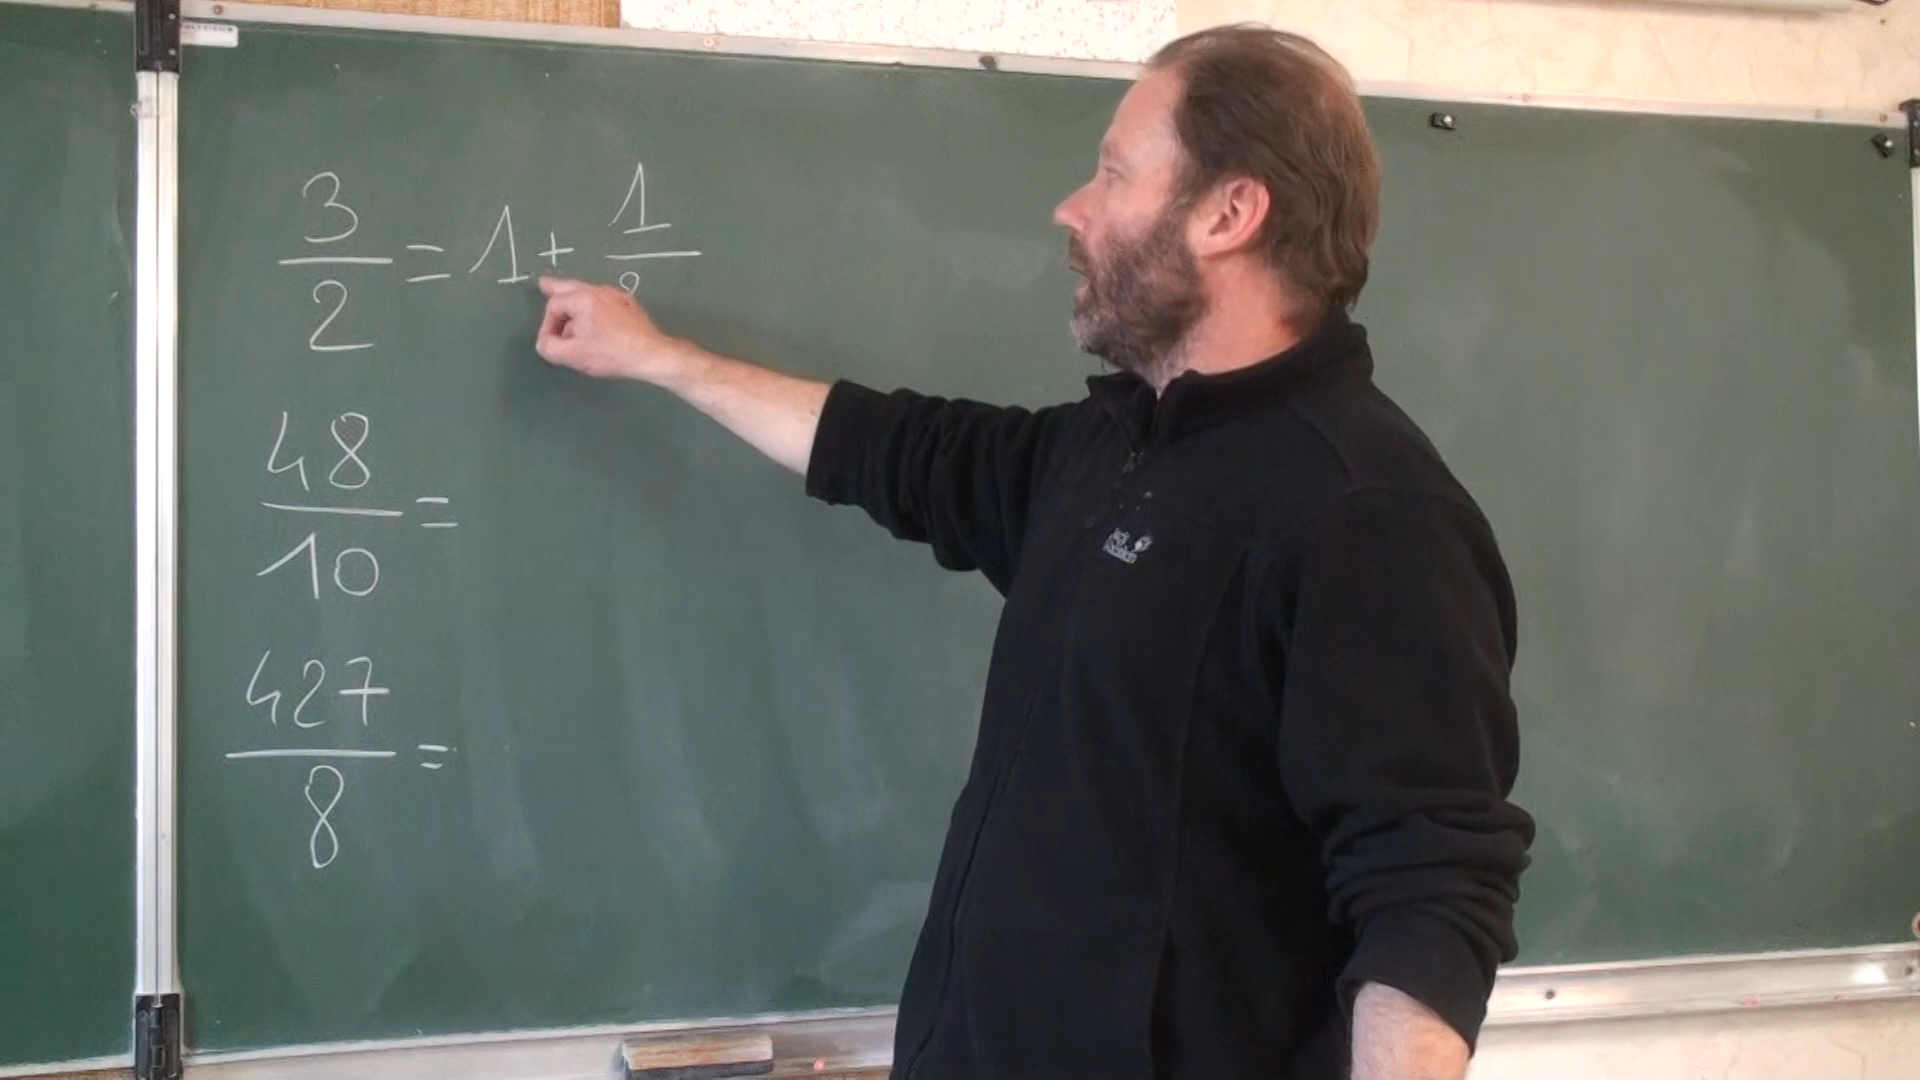 3/2 = 1 + 1/2
48/10 =
427/8 =